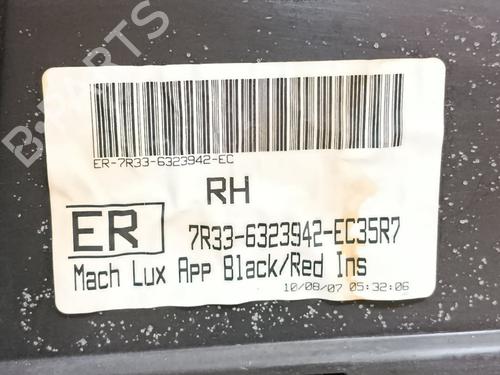 B-PARTS
ER-7R33-6323942-EC
RH
ER
7R33-6323942-EC35R7
Mach Lux App Black/Red Ins
10/08/07 05:32:06